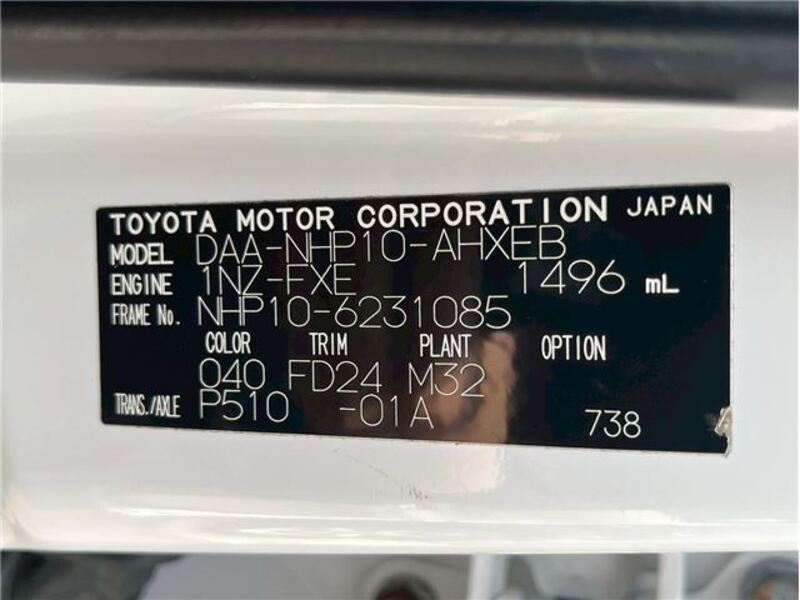 TOYOTA MOTOR CORPORATION JAPAN
MODEL DAA-NHP10-AHXEB
ENGINE 1NZ-FXE 1496 mL
FRAME No. NHP10-6231085
COLOR TRIM PLANT OPTION
040 FD24 M32
TRANS./AXLE P510 -01A 738